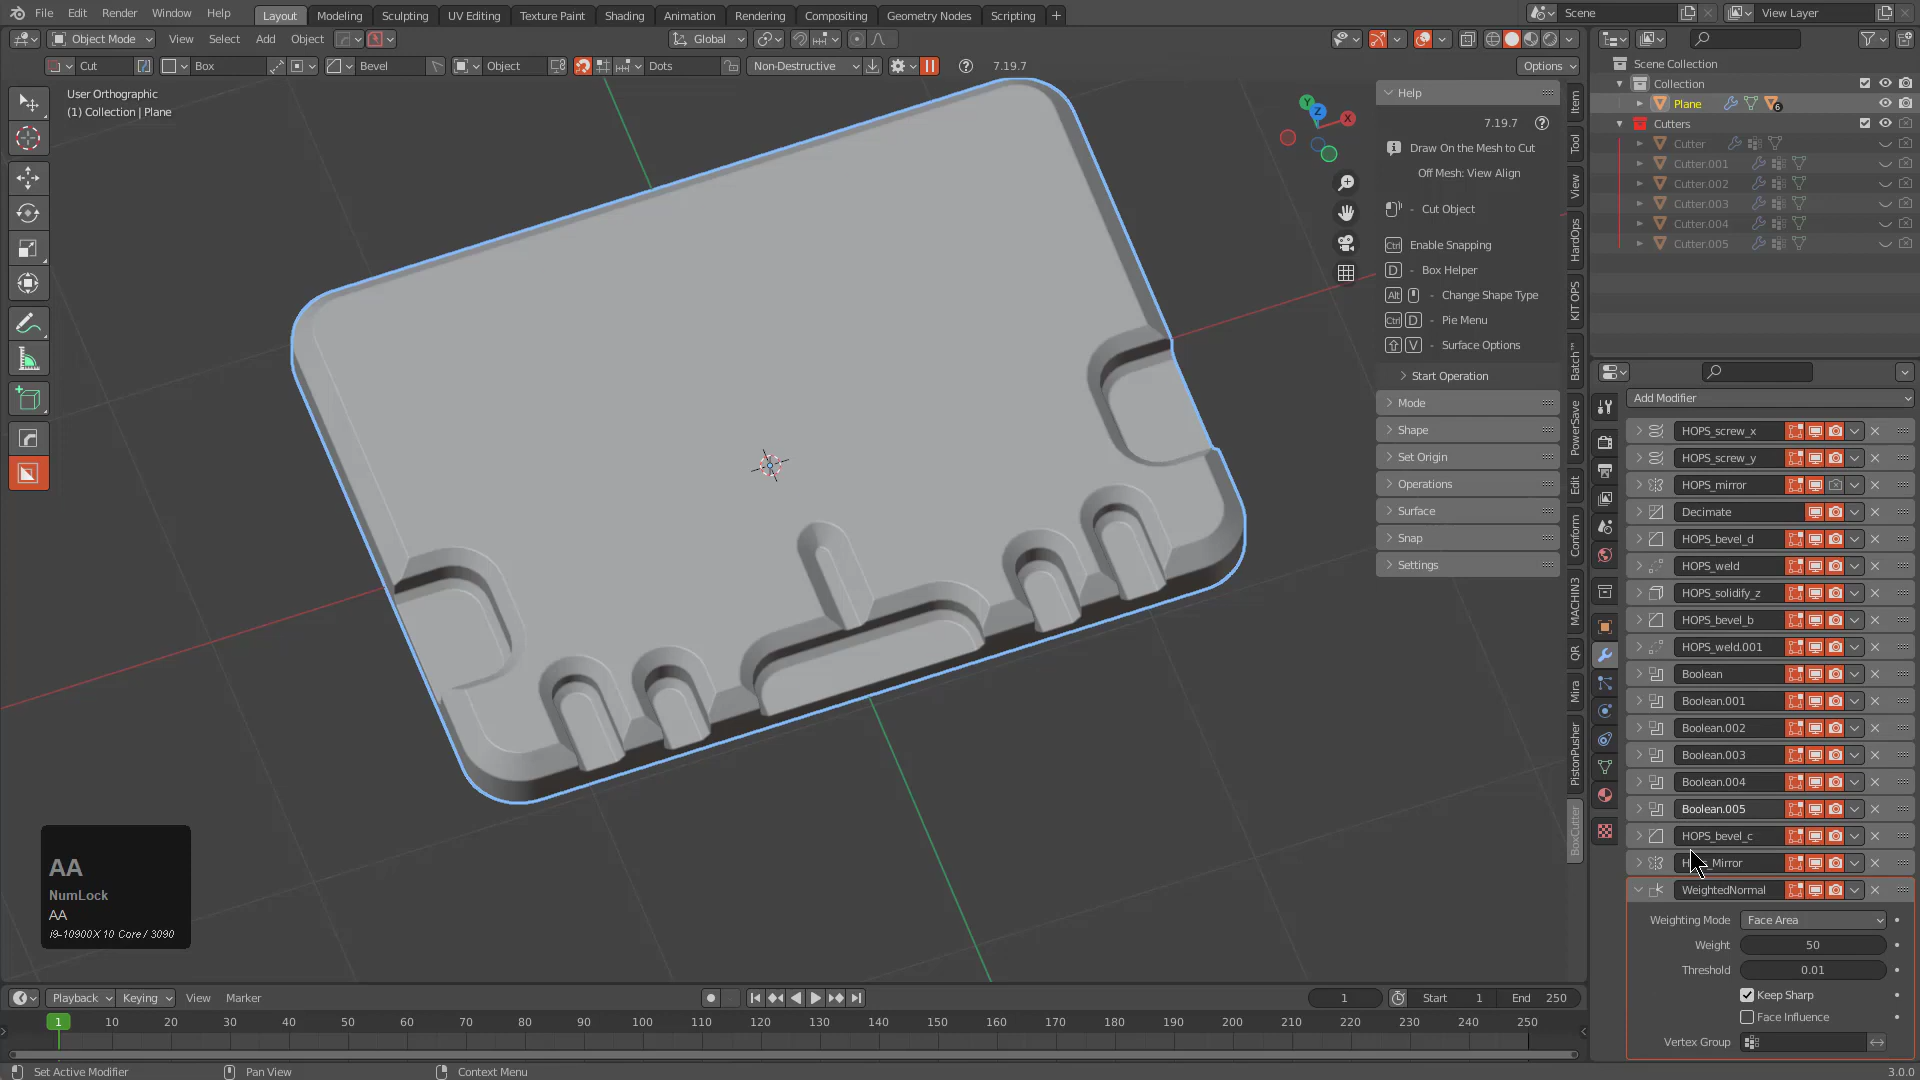 File Edit Render Window Help Layout Modeling Sculpting UV Editing Texture Paint Shading Animation Rendering Compositing Geometry Nodes Scripting + Scene View Layer
Object Mode View Select Add Object Global
Cut Box Bevel Object Dots Non-Destructive 7.19.7 Options
User Orthographic
(1) Collection | Plane
Y
Z
X
Help
7.19.7
Draw On the Mesh to Cut
Off Mesh: View Align
- Cut Object
Ctrl Enable Snapping
D - Box Helper
Alt - Change Shape Type
Ctrl D - Pie Menu
V - Surface Options
Start Operation
Mode
Shape
Set Origin
Operations
Surface
Snap
Settings
Item
Tool
View
HardOps
KIT OPS
Batch™
PowerSave
Edit
Conform
MACHIN3
QR
Mira
PistonPusher
BoxCutter
Scene Collection
Collection
Plane 6
Cutters
Cutter
Cutter.001
Cutter.002
Cutter.003
Cutter.004
Cutter.005
Add Modifier
HOPS_screw_x
HOPS_screw_y
HOPS_mirror
Decimate
HOPS_bevel_d
HOPS_weld
HOPS_solidify_z
HOPS_bevel_b
HOPS_weld.001
Boolean
Boolean.001
Boolean.002
Boolean.003
Boolean.004
Boolean.005
HOPS_bevel_c
Mirror
WeightedNormal
Weighting Mode Face Area
Weight 50
Threshold 0.01
Keep Sharp
Face Influence
Vertex Group
AA
NumLock
AA
i9-10900X 10 Core / 3090
Playback Keying View Marker 1 Start 1 End 250
1 10 20 30 40 50 60 70 80 90 100 110 120 130 140 150 160 170 180 190 200 210 220 230 240 250
Set Active Modifier Pan View Context Menu 3.0.0